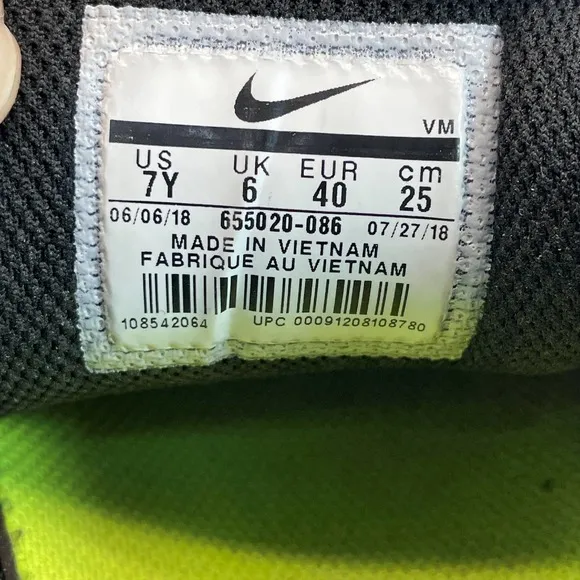 VM
US UK EUR cm
7Y 6 40 25
06/06/18 655020-086 07/27/18
MADE IN VIETNAM
FABRIQUE AU VIETNAM
108542064 UPC 00091208108780